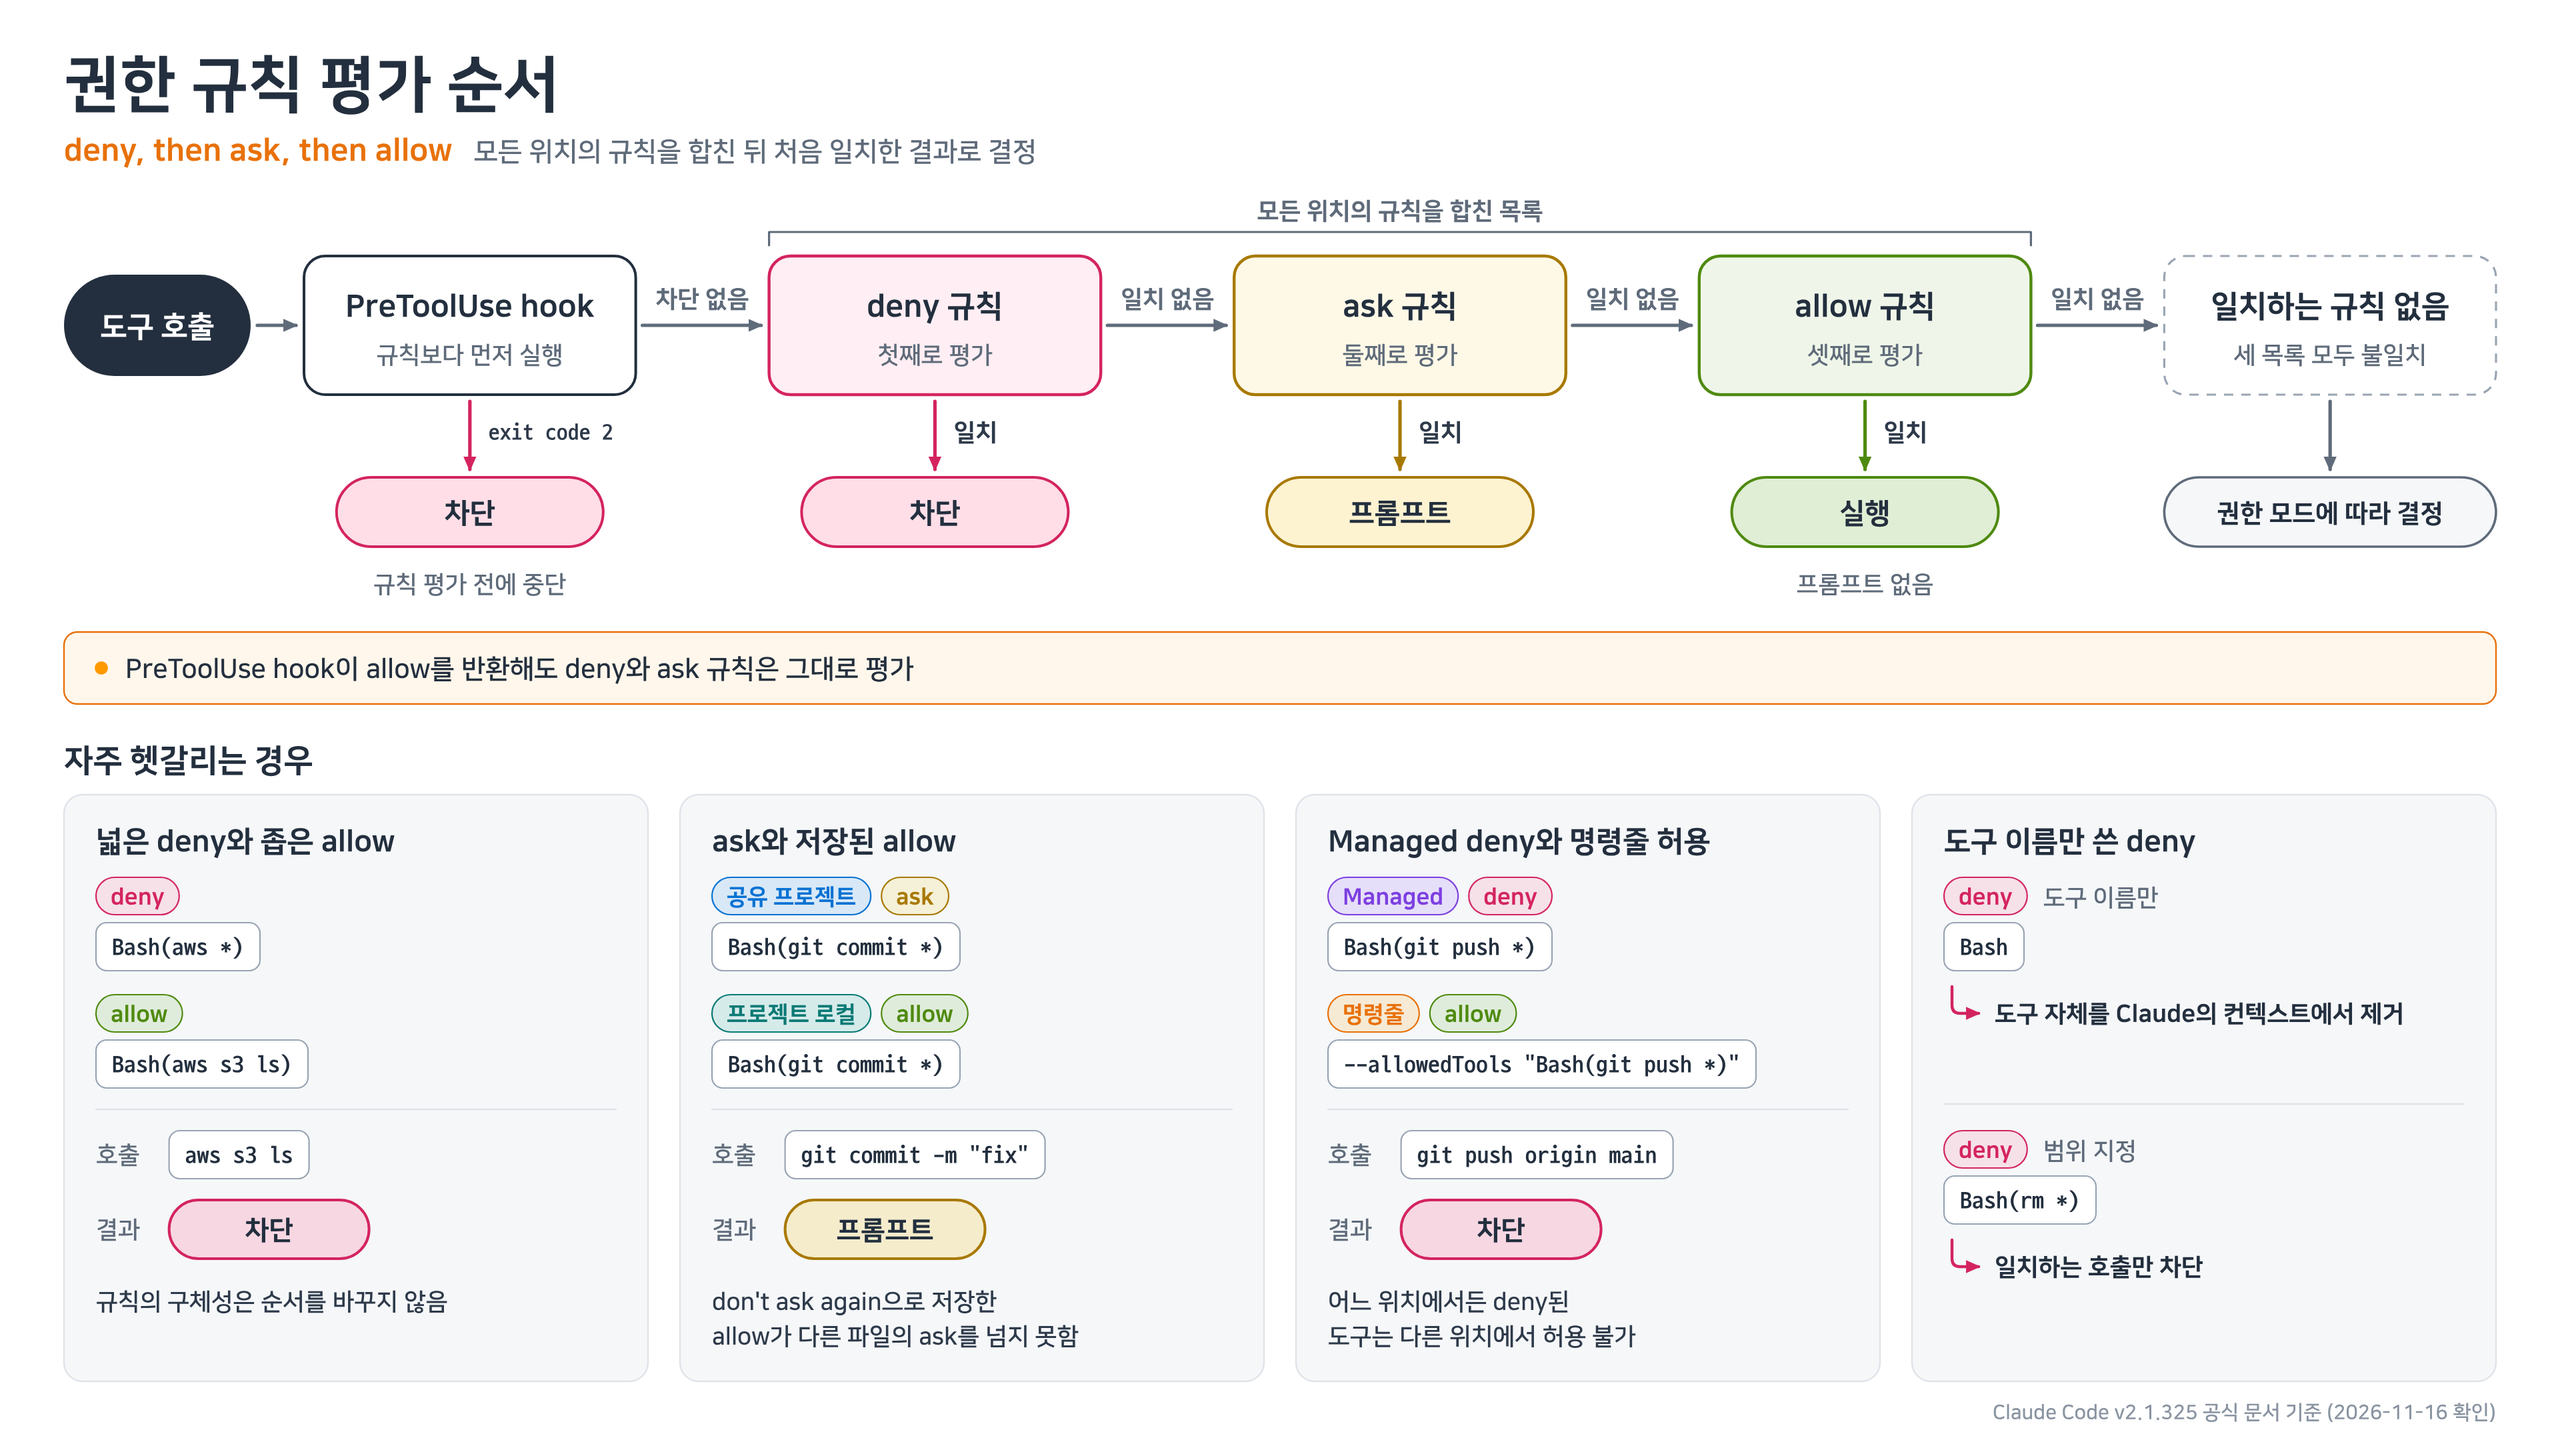 권한 규칙 평가 순서
deny, then ask, then allow 모든 위치의 규칙을 합친 뒤 처음 일치한 결과로 결정
모든 위치의 규칙을 합친 목록
도구 호출
PreToolUse hook
규칙보다 먼저 실행
차단 없음
deny 규칙
첫째로 평가
일치 없음
ask 규칙
둘째로 평가
일치 없음
allow 규칙
셋째로 평가
일치 없음
일치하는 규칙 없음
세 목록 모두 불일치
exit code 2
일치
일치
일치
차단
차단
프롬프트
실행
권한 모드에 따라 결정
규칙 평가 전에 중단
프롬프트 없음
PreToolUse hook이 allow를 반환해도 deny와 ask 규칙은 그대로 평가
자주 헷갈리는 경우
넓은 deny와 좁은 allow
deny
Bash(aws *)
allow
Bash(aws s3 ls)
호출 aws s3 ls
결과 차단
규칙의 구체성은 순서를 바꾸지 않음
ask와 저장된 allow
공유 프로젝트 ask
Bash(git commit *)
프로젝트 로컬 allow
Bash(git commit *)
호출 git commit -m "fix"
결과 프롬프트
don't ask again으로 저장한
allow가 다른 파일의 ask를 넘지 못함
Managed deny와 명령줄 허용
Managed deny
Bash(git push *)
명령줄 allow
--allowedTools "Bash(git push *)"
호출 git push origin main
결과 차단
어느 위치에서든 deny된
도구는 다른 위치에서 허용 불가
도구 이름만 쓴 deny
deny 도구 이름만
Bash
도구 자체를 Claude의 컨텍스트에서 제거
deny 범위 지정
Bash(rm *)
일치하는 호출만 차단
Claude Code v2.1.325 공식 문서 기준 (2026-11-16 확인)